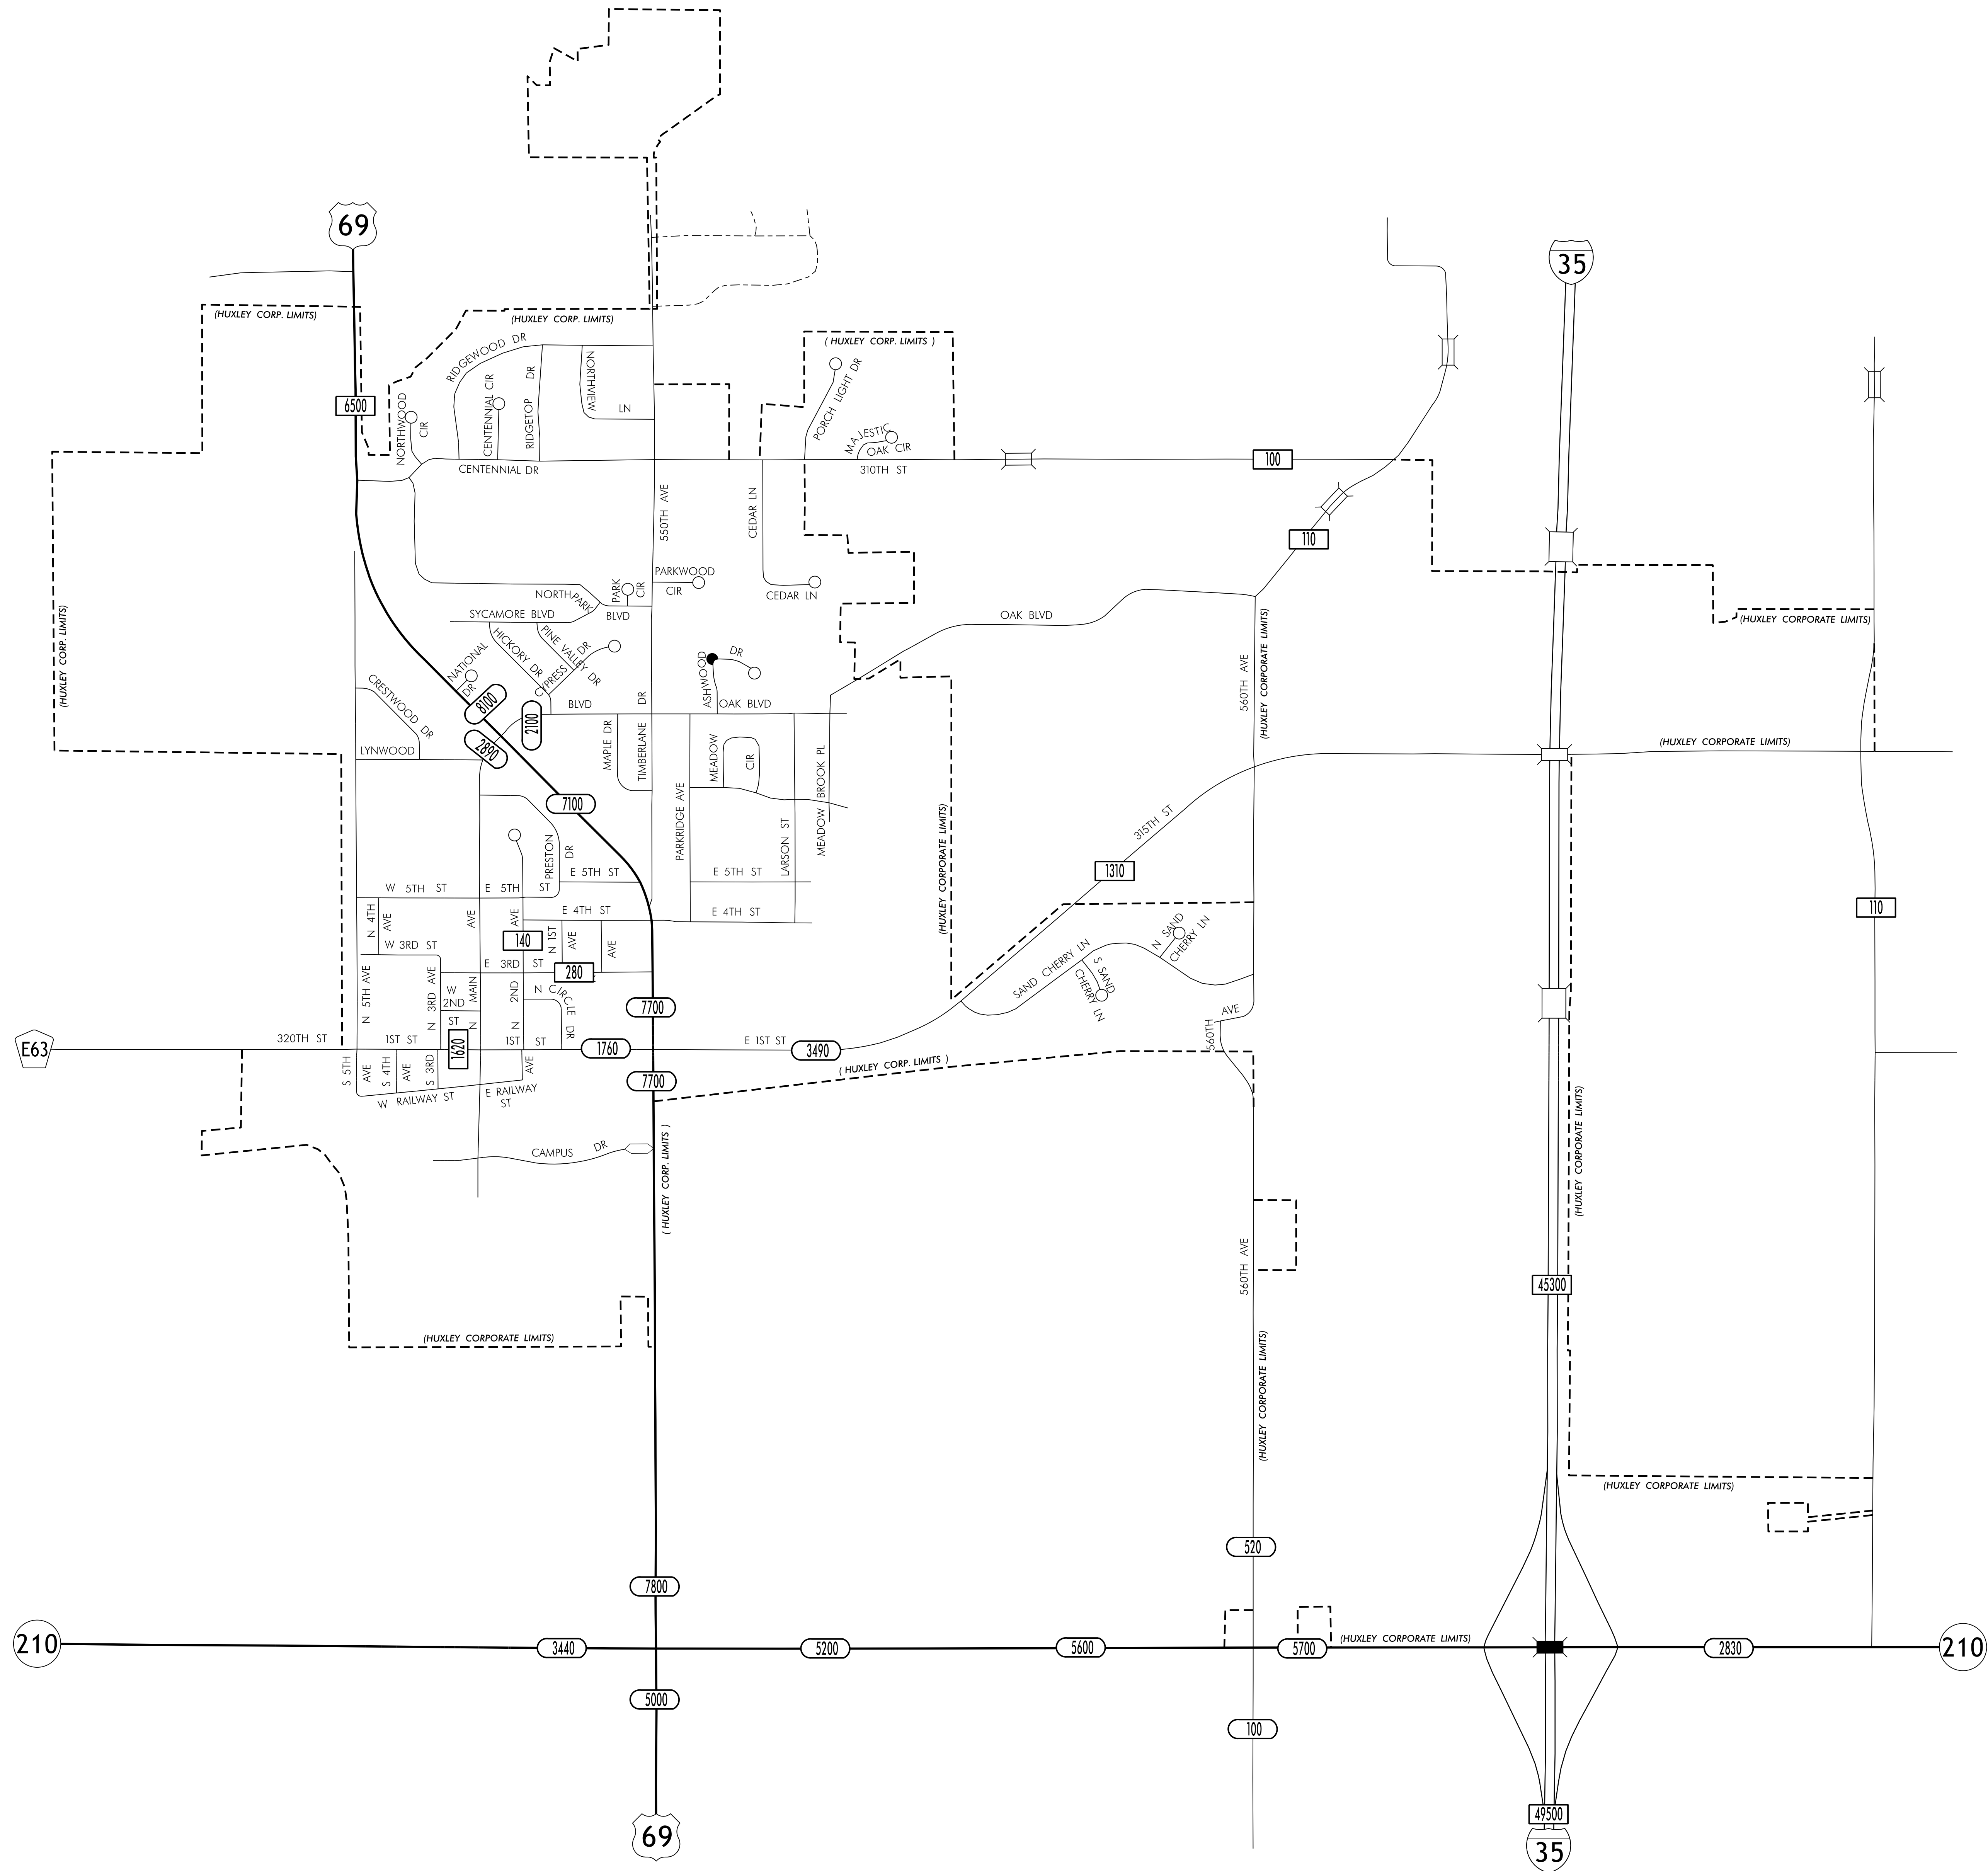 69
35
(HUXLEY CORP. LIMITS)
(HUXLEY CORP. LIMITS)
( HUXLEY CORP. LIMITS )
RIDGEWOOD DR
NORTHVIEW
LN
PORCH LIGHT DR
6500
CENTENNIAL CIR
RIDGETOP DR
NORTHWOOD
CIR
MAJESTIC
OAK CIR
CENTENNIAL DR
310TH ST
100
550TH AVE
CEDAR LN
110
PARKWOOD
CIR
PARK
CIR
CEDAR LN
NORTH PARK
BLVD
SYCAMORE BLVD
OAK BLVD
(HUXLEY CORP. LIMITS)
(HUXLEY CORPORATE LIMITS)
HICKORY DR
PINE VALLEY DR
CYPRESS DR
NATIONAL
DR
ASHWOOD
DR
560TH AVE
(HUXLEY CORPORATE LIMITS)
CRESTWOOD DR
8100
2100
BLVD
OAK BLVD
2890
LYNWOOD
MAPLE DR
TIMBERLANE DR
MEADOW
CIR
MEADOW BROOK PL
(HUXLEY CORPORATE LIMITS)
7100
PRESTON
DR
PARKRIDGE AVE
LARSON ST
315TH ST
1310
(HUXLEY CORPORATE LIMITS)
E 5TH ST
E 5TH ST
W 5TH ST
E 5TH ST
E 4TH ST
E 4TH ST
N 4TH
AVE
W 3RD ST
AVE
AVE
140
N 1ST
AVE
AVE
110
E 3RD ST
280
N 5TH AVE
N 3RD AVE
W
2ND
ST
N MAIN
N 2ND
N CIRCLE DR
7700
SAND CHERRY LN
N SAND
CHERRY LN
S SAND
CHERRY LN
560TH
AVE
E63
320TH ST
1ST ST
1620
1ST ST
1760
E 1ST ST
3490
S 5TH
AVE
S 4TH
AVE
S 3RD
AVE
7700
( HUXLEY CORP. LIMITS )
W RAILWAY ST
E RAILWAY
ST
CAMPUS DR
( HUXLEY CORP. LIMITS )
(HUXLEY CORPORATE LIMITS)
560TH AVE
45300
(HUXLEY CORPORATE LIMITS)
(HUXLEY CORPORATE LIMITS)
(HUXLEY CORPORATE LIMITS)
520
7800
210
3440
5200
5600
5700
(HUXLEY CORPORATE LIMITS)
2830
210
5000
100
49500
69
35